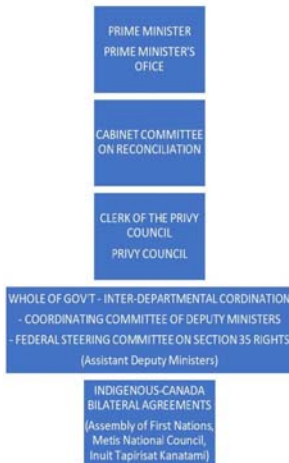 PRIME MINISTER
PRIME MINISTER'S
OFICE
CABINET COMMITTEE
ON RECONCILIATION
CLERK OF THE PRIVY
COUNCIL
PRIVY COUNCIL
WHOLE OF GOV'T - INTER-DEPARTMENTAL CORDINATION
- COORDINATING COMMITTEE OF DEPUTY MINISTERS
- FEDERAL STEERING COMMITTEE ON SECTION 35 RIGHTS
(Assistant Deputy Ministers)
INDIGENOUS-CANADA
BILATERAL AGREEMENTS
(Assembly of First Nations,
Metis National Council,
Inuit Tapirisat Kanatami)